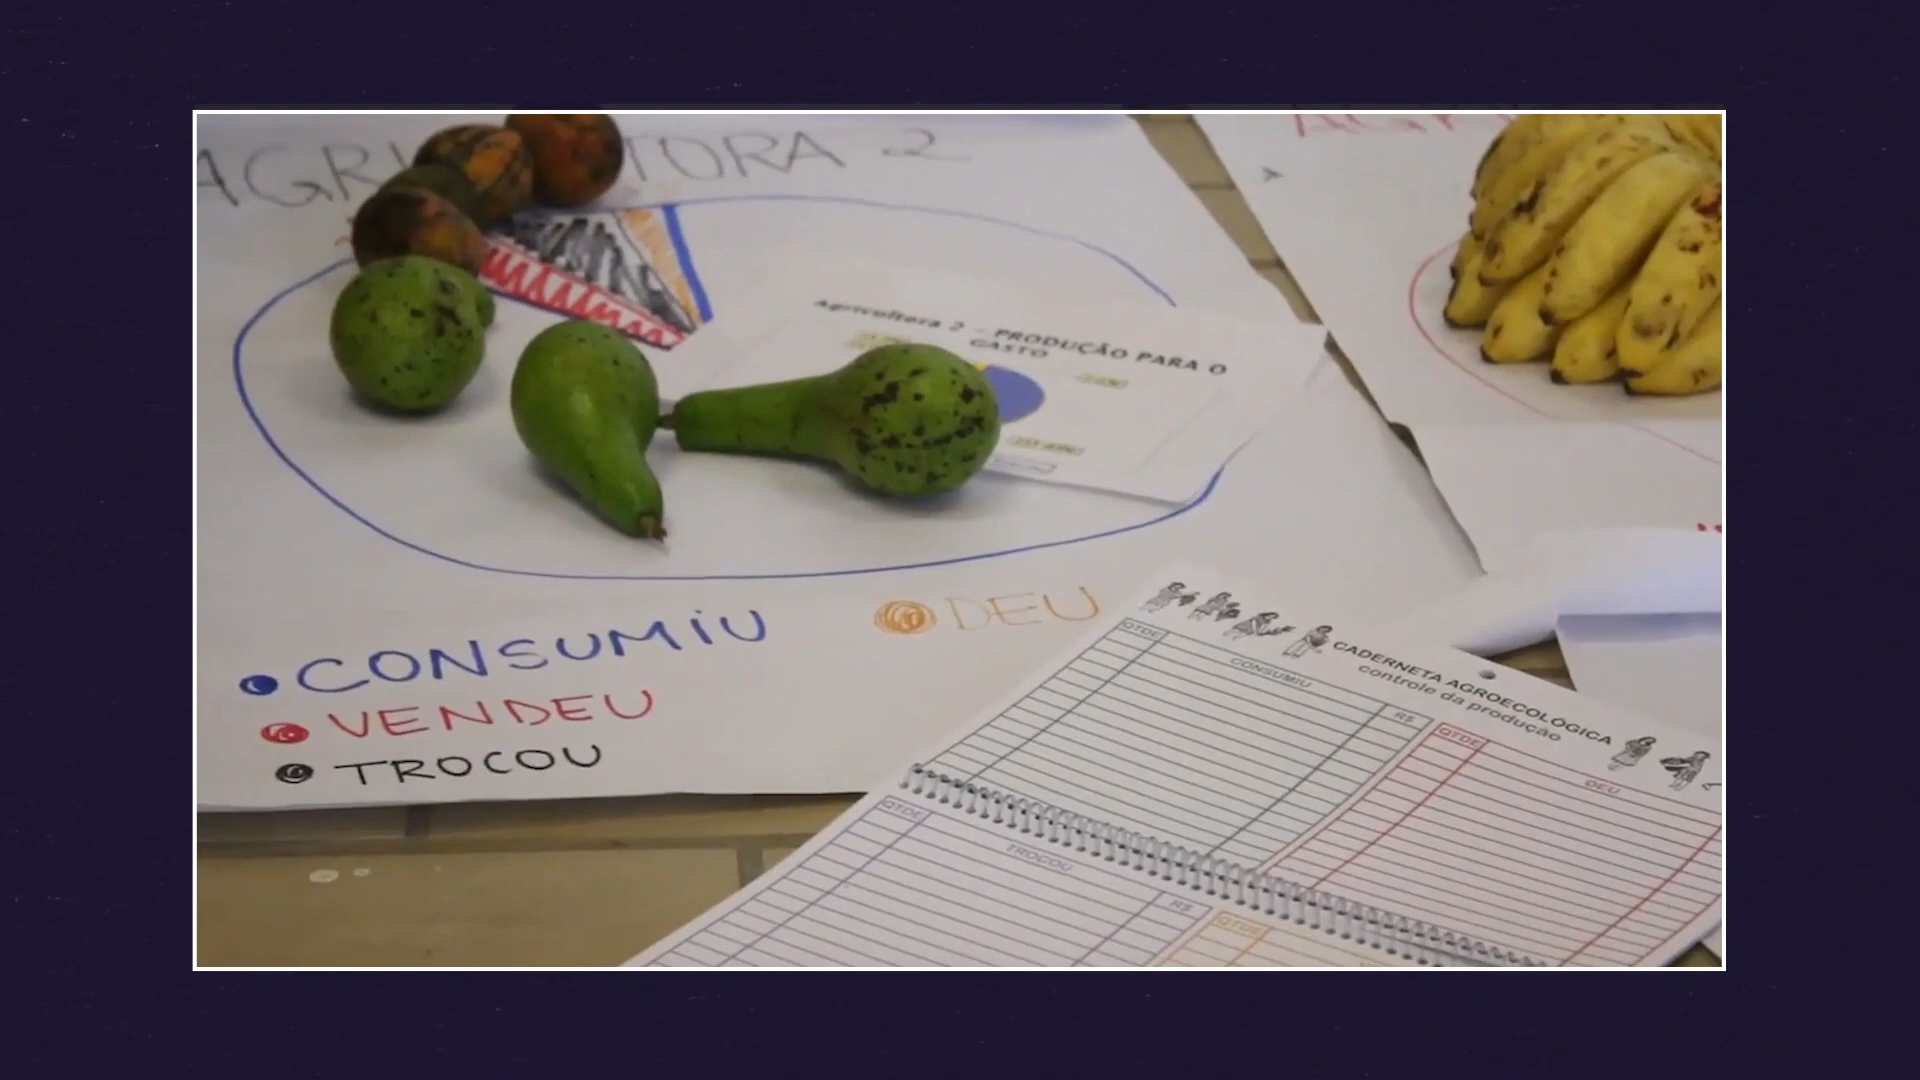 AGRI TORA 2
Agricultora 2 - PRODUÇÃO PARA O
GASTO
CONSUMIU
DEU
VENDEU
TROCOU
CADERNETA AGROECOLÓGICA
controle da produção
QTDE
CONSUMIU
R$
QTDE
DEU
QTDE
TROCOU
R$
QTDE